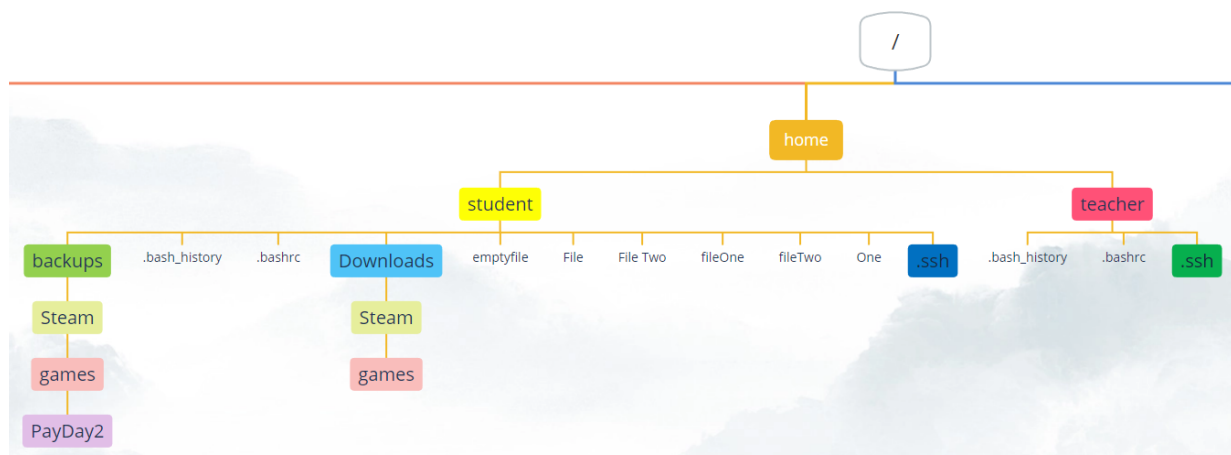 /
home
student
teacher
backups
.bash_history
.bashrc
Downloads
emptyfile
File
File Two
fileOne
fileTwo
One
.ssh
.bash_history
.bashrc
.ssh
Steam
Steam
games
games
PayDay2